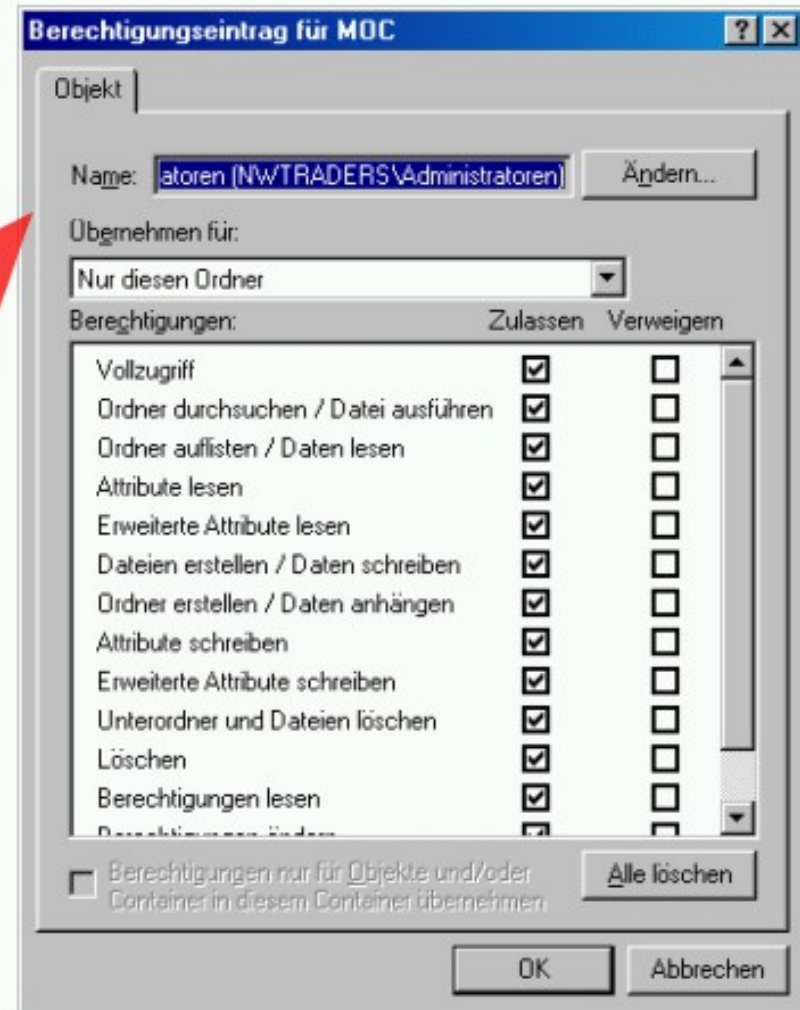 Berechtigungseintrag für MOC
Objekt
Name: atoren (NWTRADERS\Administratoren) Ändern...
Übernehmen für:
Nur diesen Ordner
Berechtigungen: Zulassen Verweigern
Vollzugriff
Ordner durchsuchen / Datei ausführen
Ordner auflisten / Daten lesen
Attribute lesen
Erweiterte Attribute lesen
Dateien erstellen / Daten schreiben
Ordner erstellen / Daten anhängen
Attribute schreiben
Erweiterte Attribute schreiben
Unterordner und Dateien löschen
Löschen
Berechtigungen lesen
Berechtigungen ändern
Berechtigungen nur für Objekte und/oder Alle löschen
Container in diesem Container übernehmen
OK Abbrechen